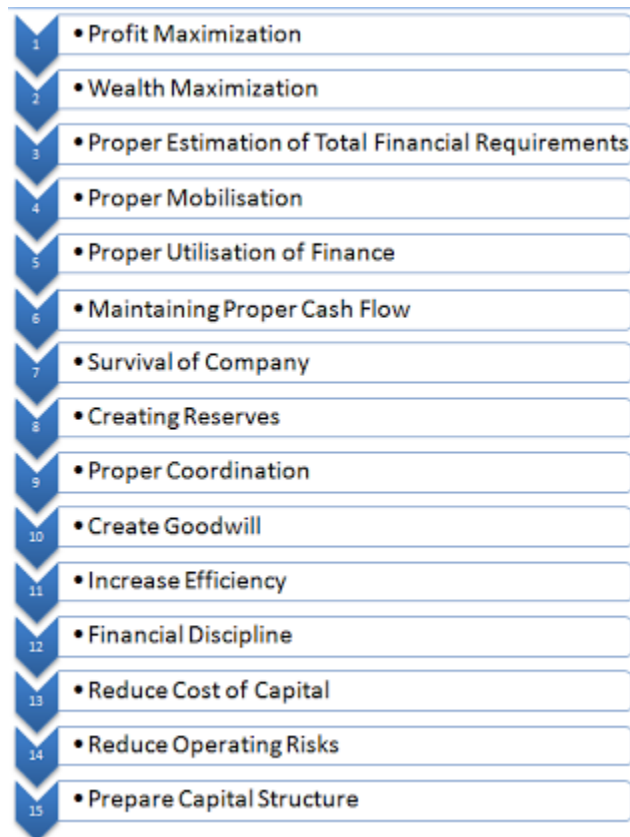 1 • Profit Maximization
2 • Wealth Maximization
3 • Proper Estimation of Total Financial Requirements
4 • Proper Mobilisation
5 • Proper Utilisation of Finance
6 • Maintaining Proper Cash Flow
7 • Survival of Company
8 • Creating Reserves
9 • Proper Coordination
10 • Create Goodwill
11 • Increase Efficiency
12 • Financial Discipline
13 • Reduce Cost of Capital
14 • Reduce Operating Risks
15 • Prepare Capital Structure